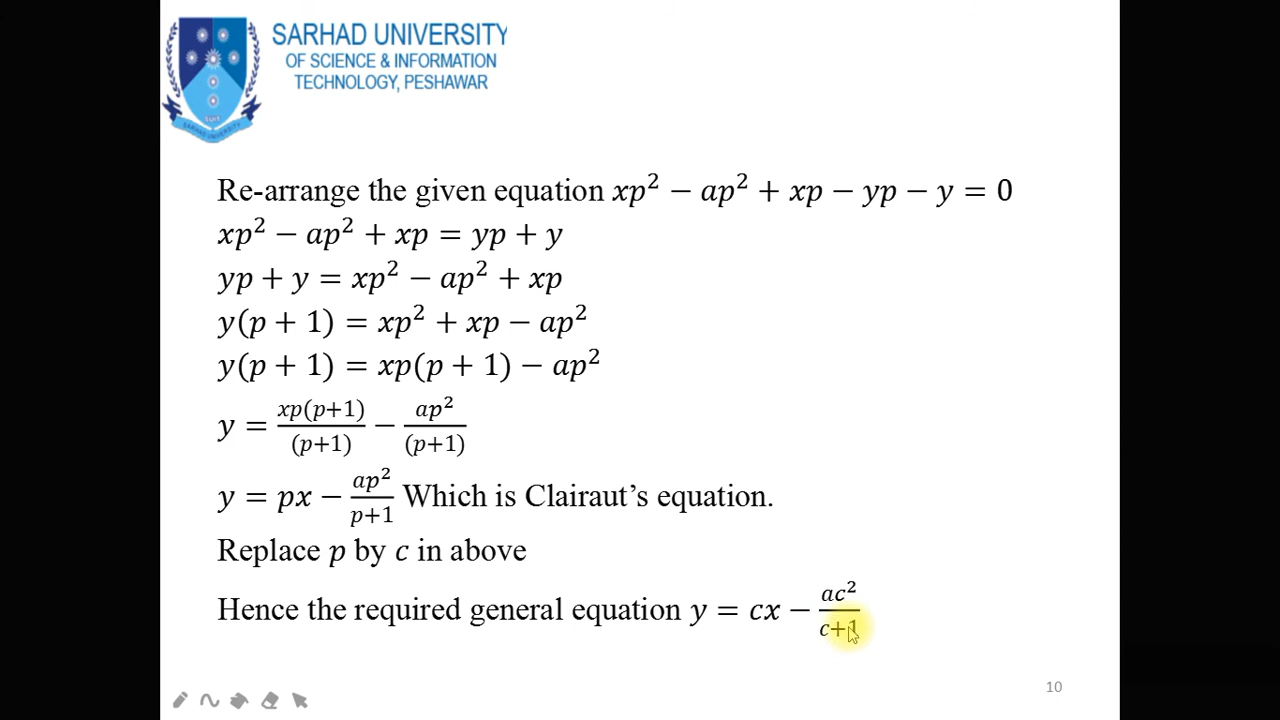 SARHAD UNIVERSITY
OF SCIENCE & INFORMATION
TECHNOLOGY, PESHAWAR
Suit
SARHAD UNIVERSITY
Re-arrange the given equation xp² − ap² + xp − yp − y = 0
xp² − ap² + xp = yp + y
yp + y = xp² − ap² + xp
y(p + 1) = xp² + xp − ap²
y(p + 1) = xp(p + 1) − ap²
y = xp(p+1)/(p+1) − ap²/(p+1)
y = px − ap²/p+1 Which is Clairaut’s equation.
Replace p by c in above
Hence the required general equation y = cx − ac²/c+1
10